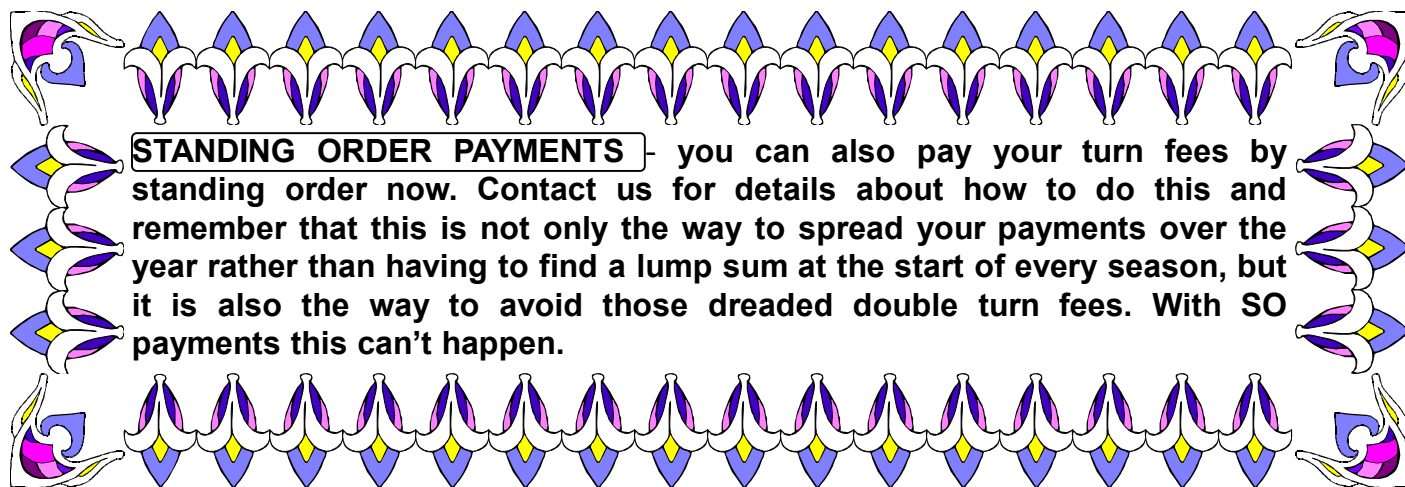 STANDING ORDER PAYMENTS - you can also pay your turn fees by
standing order now. Contact us for details about how to do this and
remember that this is not only the way to spread your payments over the
year rather than having to find a lump sum at the start of every season, but
it is also the way to avoid those dreaded double turn fees. With SO
payments this can’t happen.